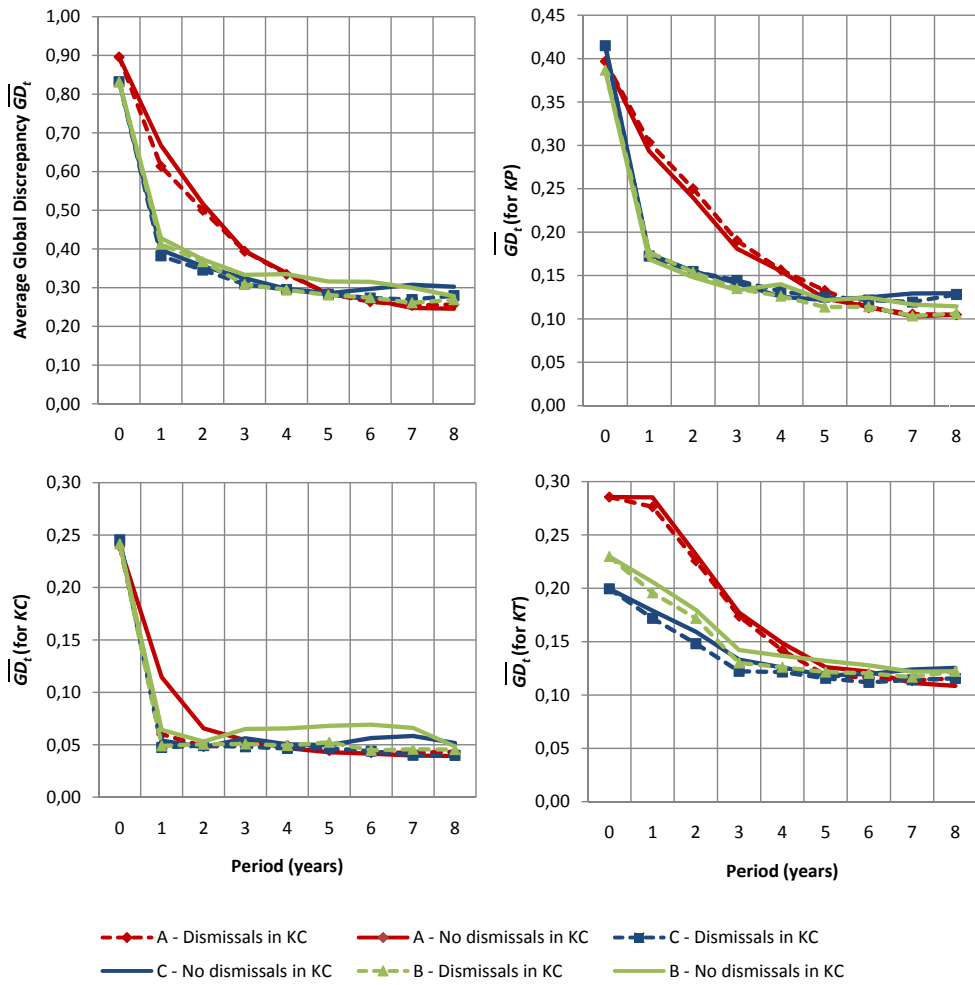 Average Global Discrepancy GDt
1,00
0,90
0,80
0,70
0,60
0,50
0,40
0,30
0,20
0,10
0,00
0 1 2 3 4 5 6 7 8
GDt (for KP)
0,45
0,40
0,35
0,30
0,25
0,20
0,15
0,10
0,05
0,00
0 1 2 3 4 5 6 7 8
GDt (for KC)
0,30
0,25
0,20
0,15
0,10
0,05
0,00
0 1 2 3 4 5 6 7 8
Period (years)
GDt (for KT)
0,30
0,25
0,20
0,15
0,10
0,05
0,00
0 1 2 3 4 5 6 7 8
Period (years)
A - Dismissals in KC A - No dismissals in KC C - Dismissals in KC
C - No dismissals in KC B - Dismissals in KC B - No dismissals in KC